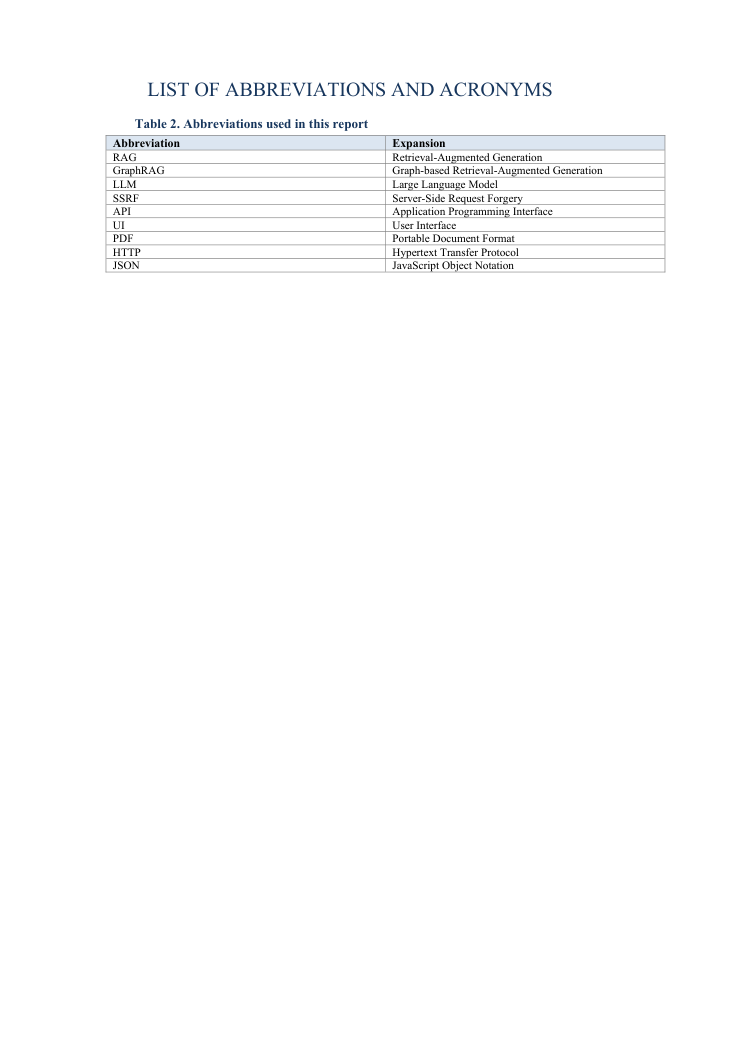 LIST OF ABBREVIATIONS AND ACRONYMS
Table 2. Abbreviations used in this report
Abbreviation Expansion
RAG Retrieval-Augmented Generation
GraphRAG Graph-based Retrieval-Augmented Generation
LLM Large Language Model
SSRF Server-Side Request Forgery
API Application Programming Interface
UI User Interface
PDF Portable Document Format
HTTP Hypertext Transfer Protocol
JSON JavaScript Object Notation